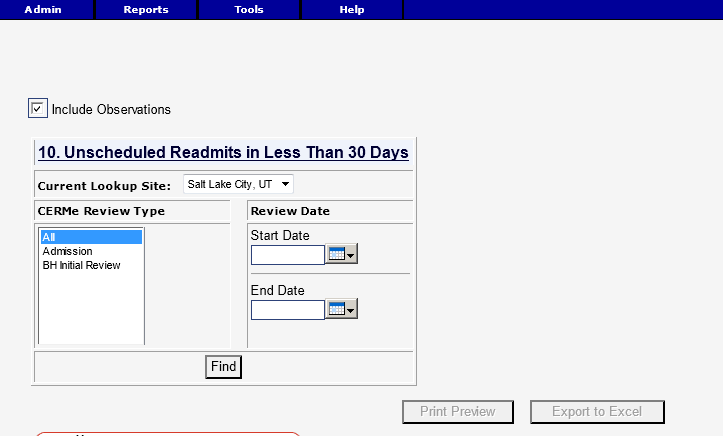 Admin Reports Tools Help
Include Observations
10. Unscheduled Readmits in Less Than 30 Days
Current Lookup Site: Salt Lake City, UT
CERMe Review Type Review Date
All
Admission
BH Initial Review
Start Date
End Date
Find
Print Preview Export to Excel